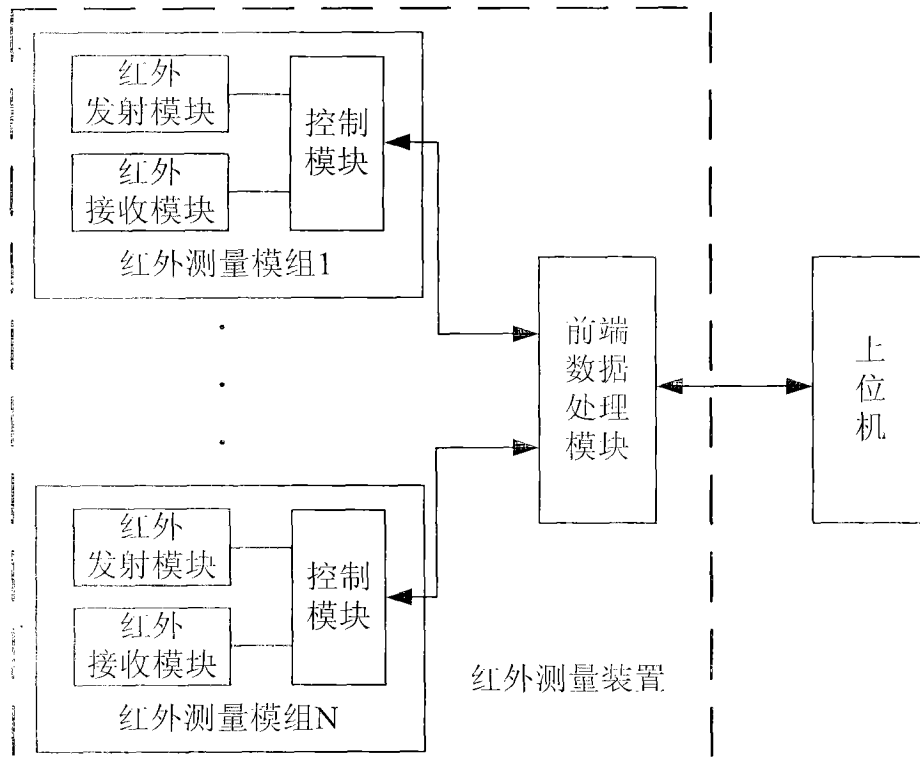 红外
发射模块
控制
模块
红外
接收模块
红外测量模组1
前端
数据
处理
模块
上
位
机
红外
发射模块
控制
模块
红外
接收模块
红外测量模组N
红外测量装置